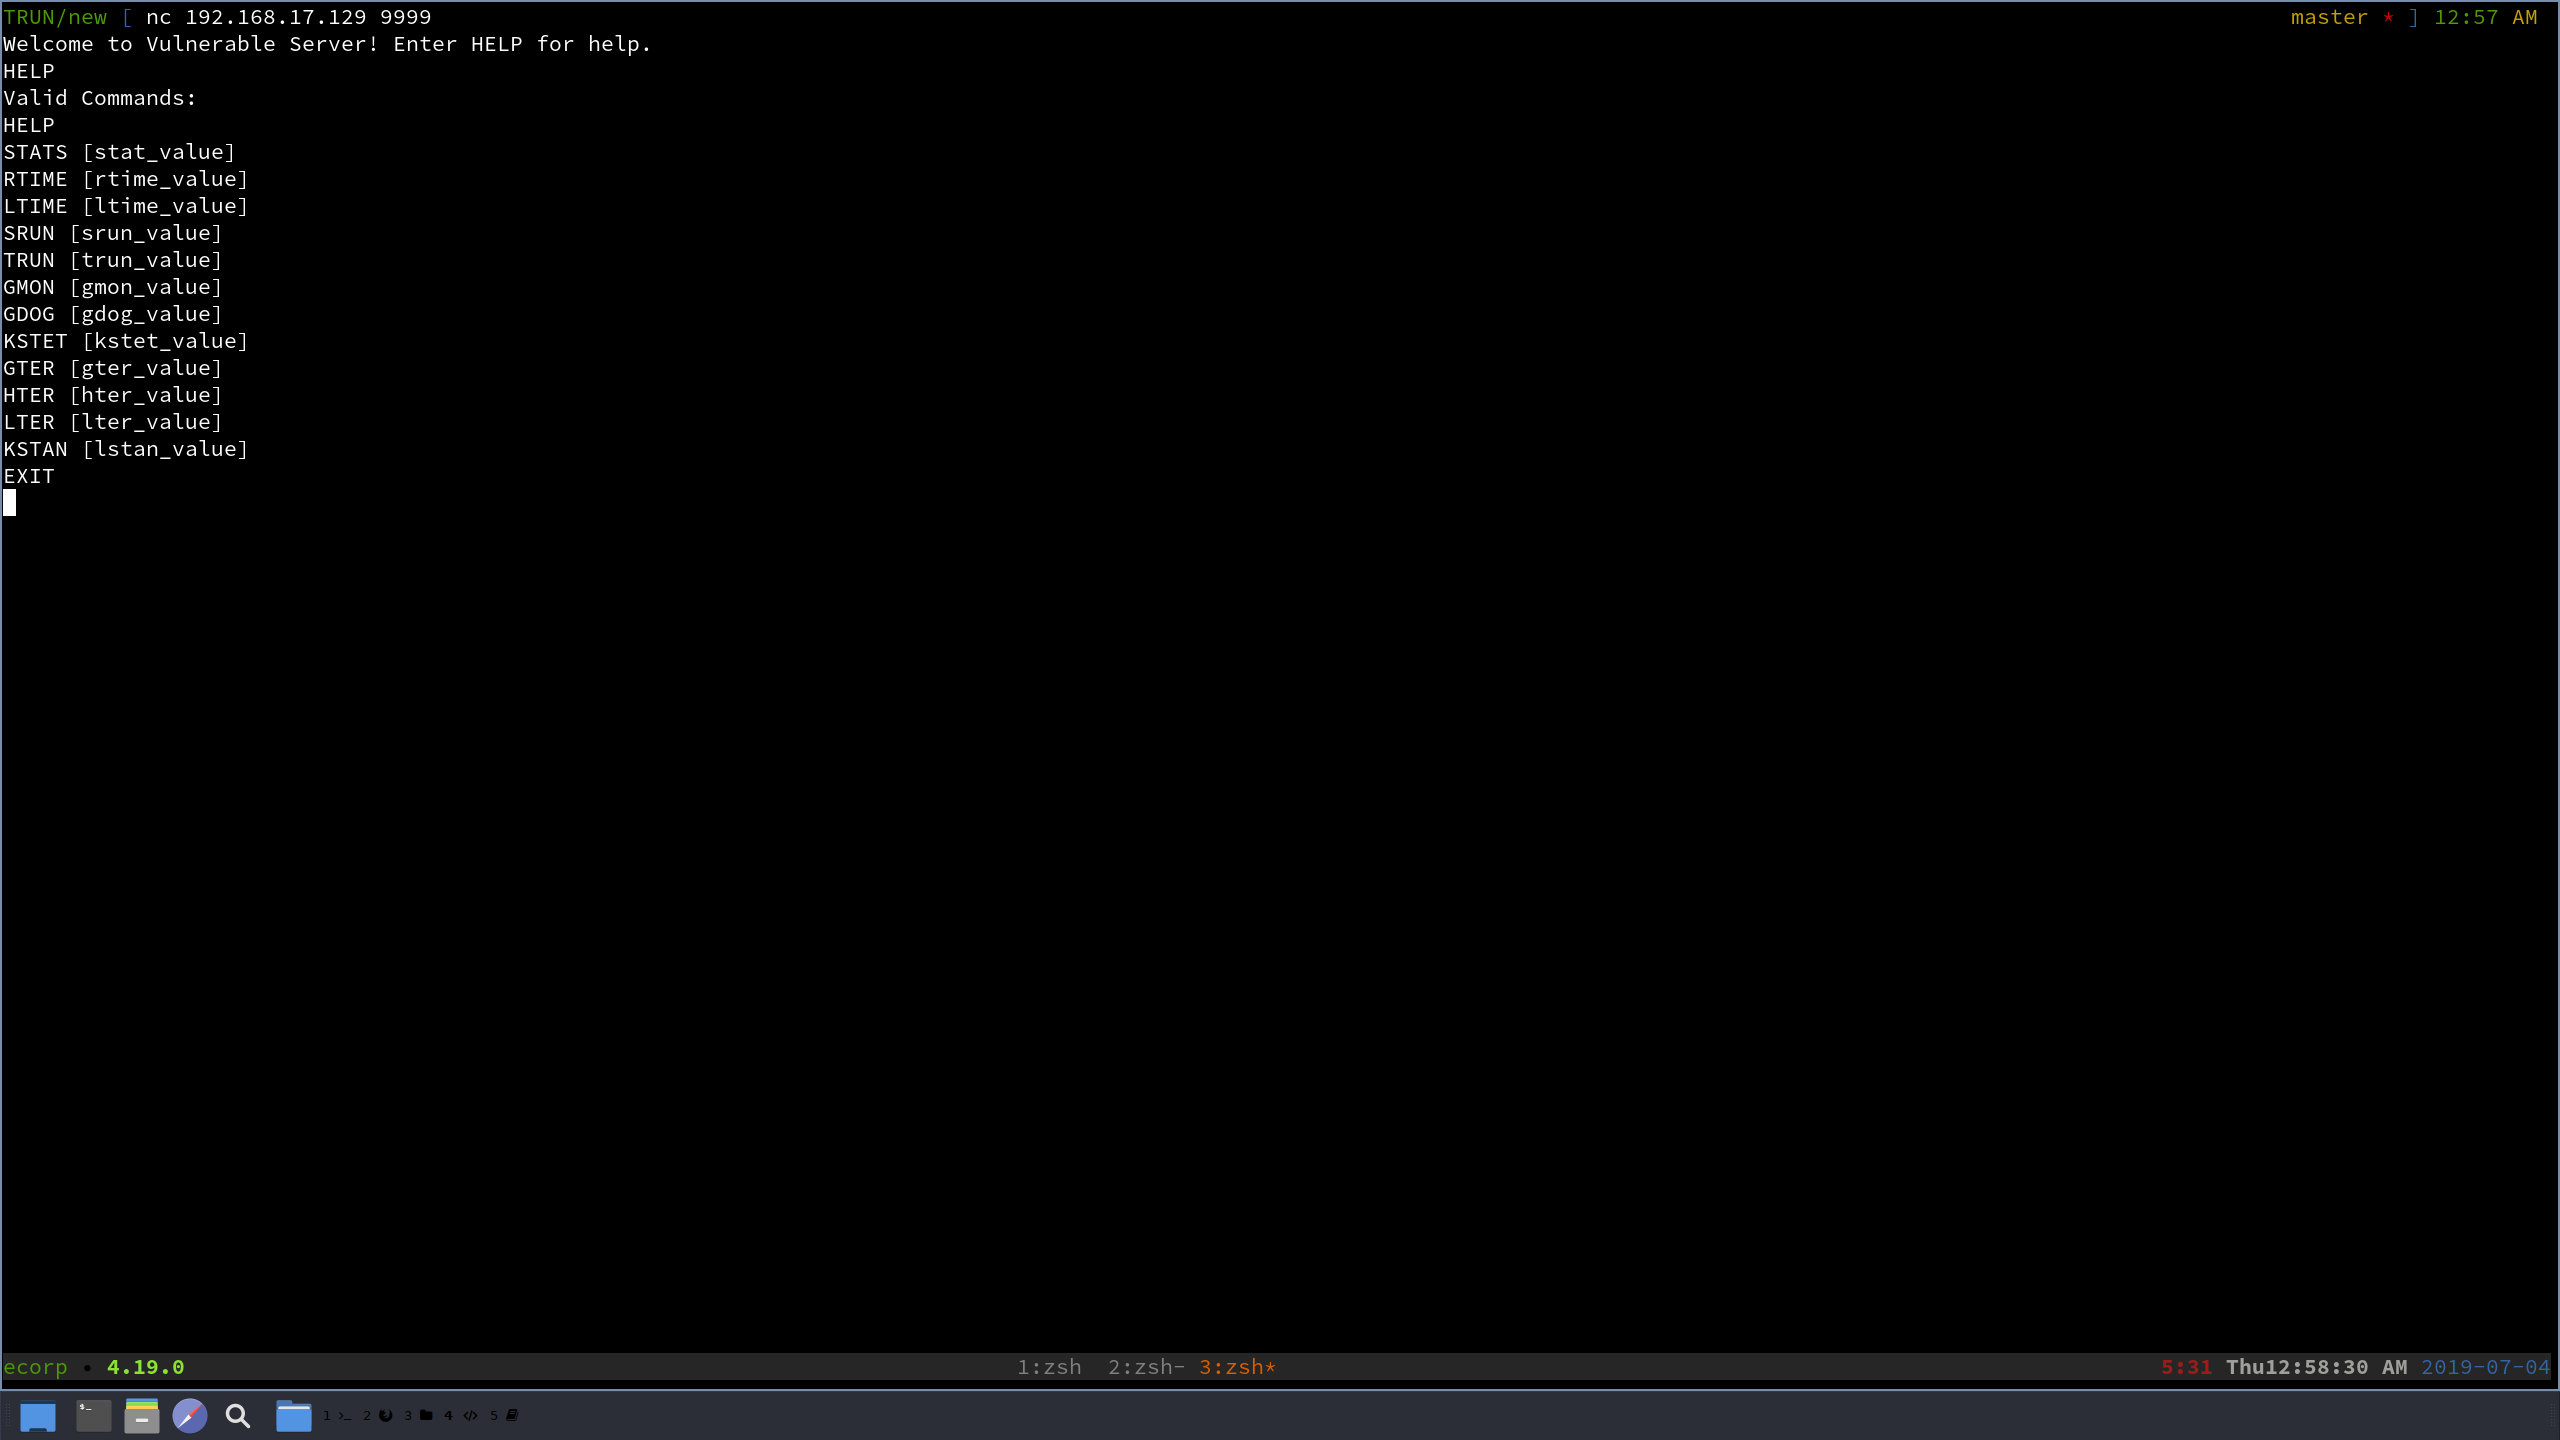 TRUN/new [ nc 192.168.17.129 9999 master * ] 12:57 AM
Welcome to Vulnerable Server! Enter HELP for help.
HELP
Valid Commands:
HELP
STATS [stat_value]
RTIME [rtime_value]
LTIME [ltime_value]
SRUN [srun_value]
TRUN [trun_value]
GMON [gmon_value]
GDOG [gdog_value]
KSTET [kstet_value]
GTER [gter_value]
HTER [hter_value]
LTER [lter_value]
KSTAN [lstan_value]
EXIT
ecorp • 4.19.0 1:zsh 2:zsh- 3:zsh* 5:31 Thu12:58:30 AM 2019-07-04
$_ 1 >_ 2 3 4 </> 5